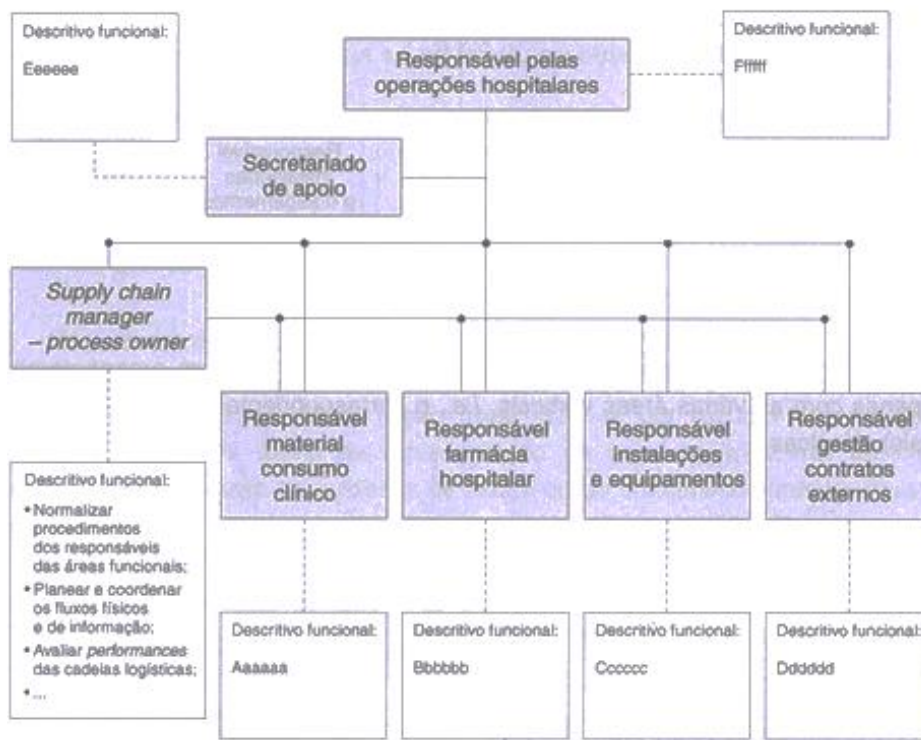 Descritivo funcional:
Eeeeee
Responsável pelas
operações hospitalares
Descritivo funcional:
Ffffff
Secretariado
de apoio
Supply chain
manager
– process owner
Responsável
material
consumo
clínico
Responsável
farmácia
hospitalar
Responsável
instalações
e equipamentos
Responsável
gestão
contratos
externos
Descritivo funcional:
• Normalizar
procedimentos
dos responsáveis
das áreas funcionais;
• Planear e coordenar
os fluxos físicos
e de informação;
• Avaliar performances
das cadeias logísticas;
• ...
Descritivo funcional:
Aaaaaa
Descritivo funcional:
Bbbbbb
Descritivo funcional:
Cccccc
Descritivo funcional:
Dddddd